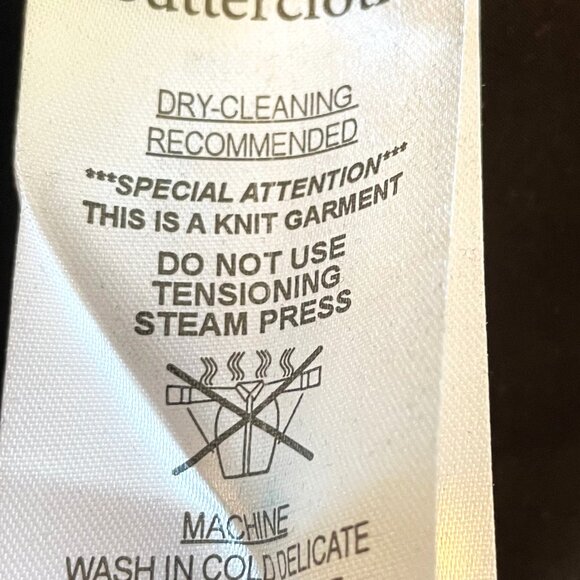 DRY-CLEANING
RECOMMENDED
***SPECIAL ATTENTION***
THIS IS A KNIT GARMENT
DO NOT USE
TENSIONING
STEAM PRESS
MACHINE
WASH IN COLD DELICATE